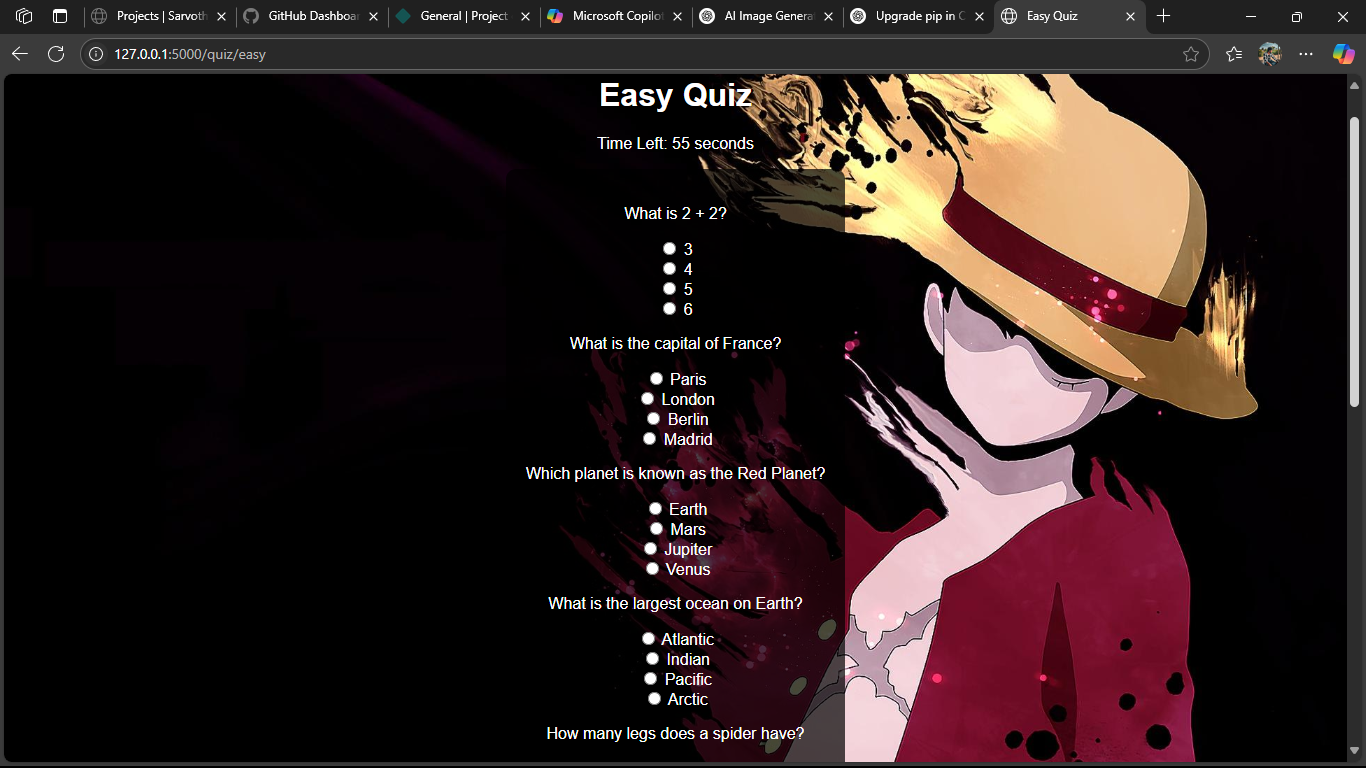 Projects | Sarvoth
GitHub Dashboar
General | Project
Microsoft Copilot
AI Image Genera
Upgrade pip in C
Easy Quiz
127.0.0.1:5000/quiz/easy
Easy Quiz
Time Left: 55 seconds
What is 2 + 2?
3
4
5
6
What is the capital of France?
Paris
London
Berlin
Madrid
Which planet is known as the Red Planet?
Earth
Mars
Jupiter
Venus
What is the largest ocean on Earth?
Atlantic
Indian
Pacific
Arctic
How many legs does a spider have?